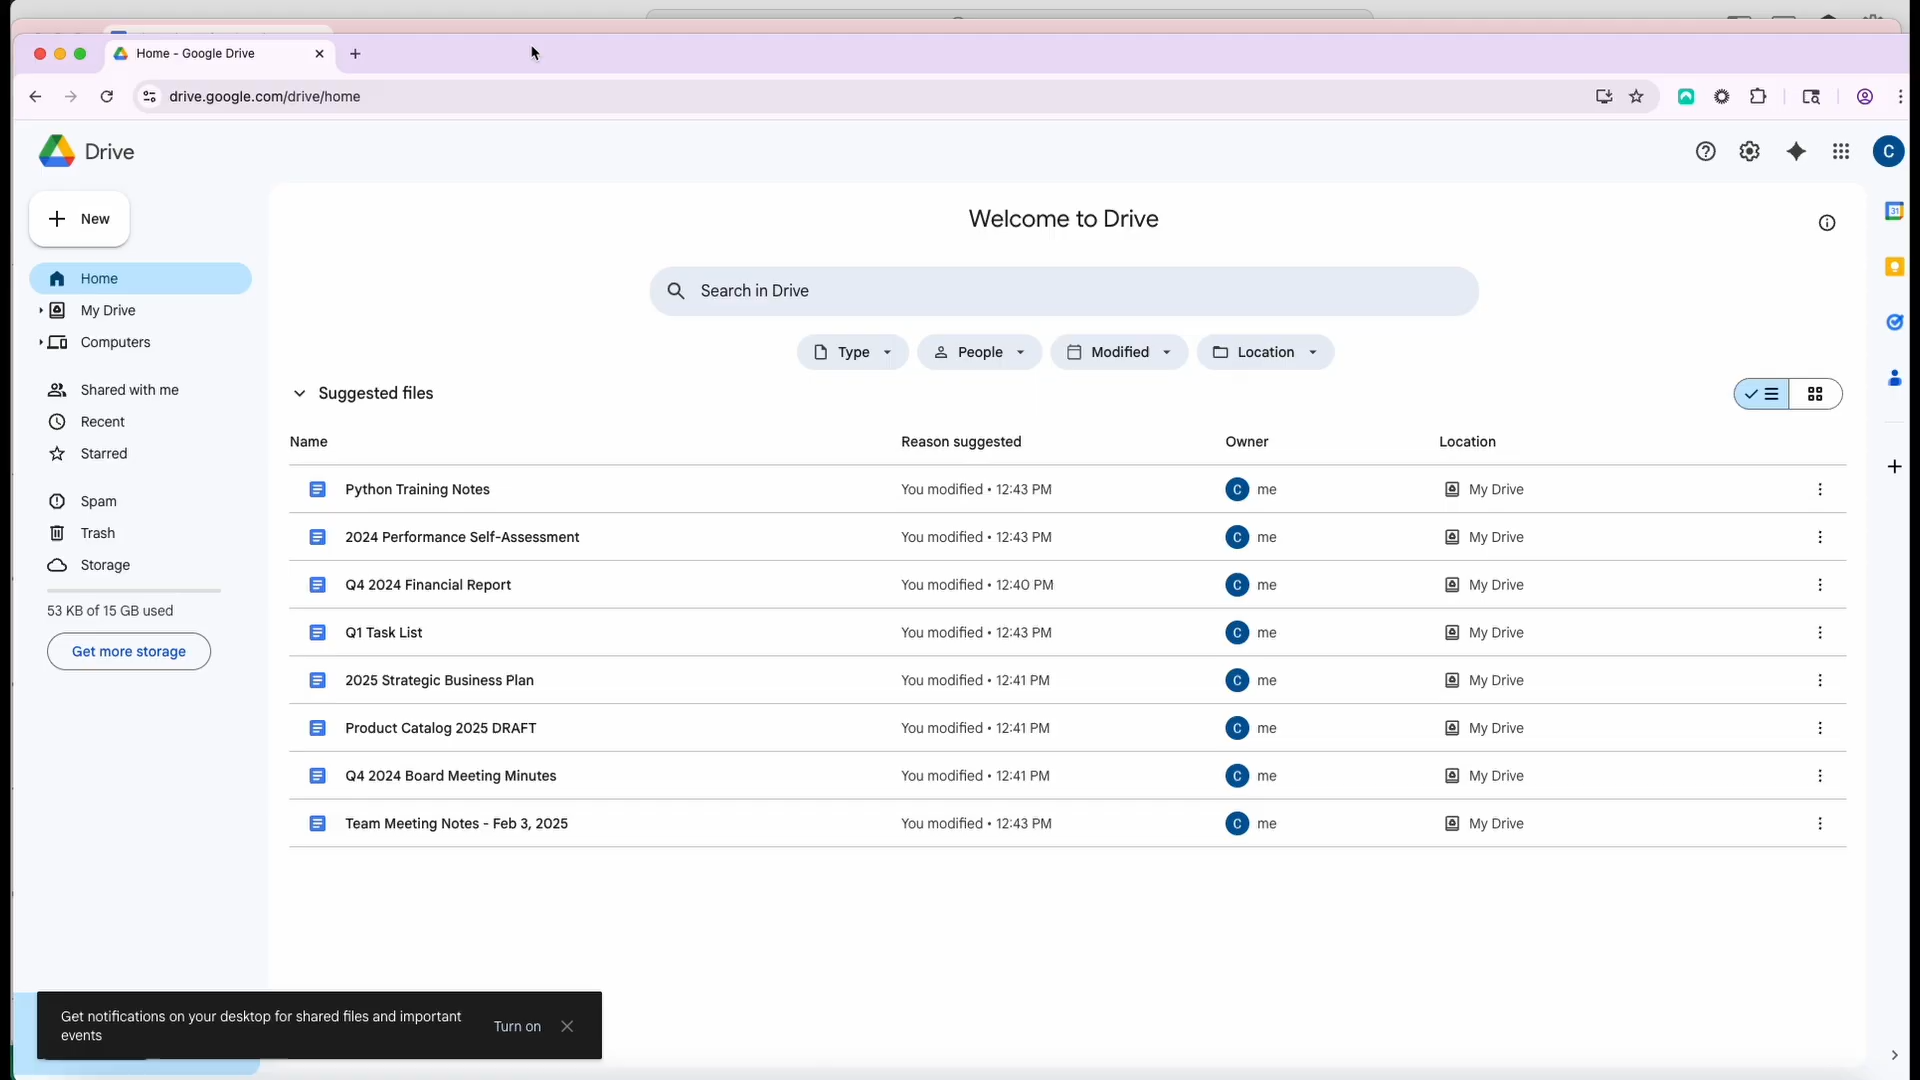 Home - Google Drive
drive.google.com/drive/home
Drive
C
New
Home
My Drive
Computers
Shared with me
Recent
Starred
Spam
Trash
Storage
53 KB of 15 GB used
Get more storage
Welcome to Drive
Search in Drive
Type
People
Modified
Location
Suggested files
Name Reason suggested Owner Location
Python Training Notes You modified • 12:43 PM C me My Drive
2024 Performance Self-Assessment You modified • 12:43 PM C me My Drive
Q4 2024 Financial Report You modified • 12:40 PM C me My Drive
Q1 Task List You modified • 12:43 PM C me My Drive
2025 Strategic Business Plan You modified • 12:41 PM C me My Drive
Product Catalog 2025 DRAFT You modified • 12:41 PM C me My Drive
Q4 2024 Board Meeting Minutes You modified • 12:41 PM C me My Drive
Team Meeting Notes - Feb 3, 2025 You modified • 12:43 PM C me My Drive
31
Get notifications on your desktop for shared files and important
events
Turn on